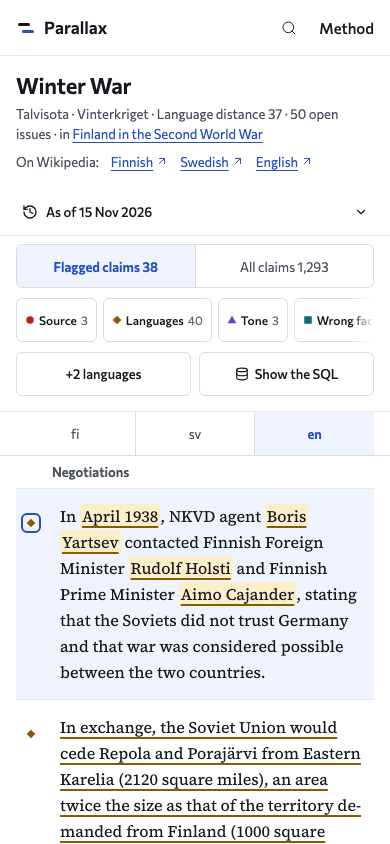 Parallax
Method
Winter War
Talvisota · Vinterkriget · Language distance 37 · 50 open
issues · in Finland in the Second World War
On Wikipedia: Finnish ↗ Swedish ↗ English ↗
As of 15 Nov 2026
Flagged claims 38
All claims 1,293
Source 3
Languages 40
Tone 3
Wrong fac
+2 languages
Show the SQL
fi
sv
en
Negotiations
In April 1938, NKVD agent Boris
Yartsev contacted Finnish Foreign
Minister Rudolf Holsti and Finnish
Prime Minister Aimo Cajander, stating
that the Soviets did not trust Germany
and that war was considered possible
between the two countries.
In exchange, the Soviet Union would
cede Repola and Porajärvi from Eastern
Karelia (2120 square miles), an area
twice the size as that of the territory de-
manded from Finland (1000 square